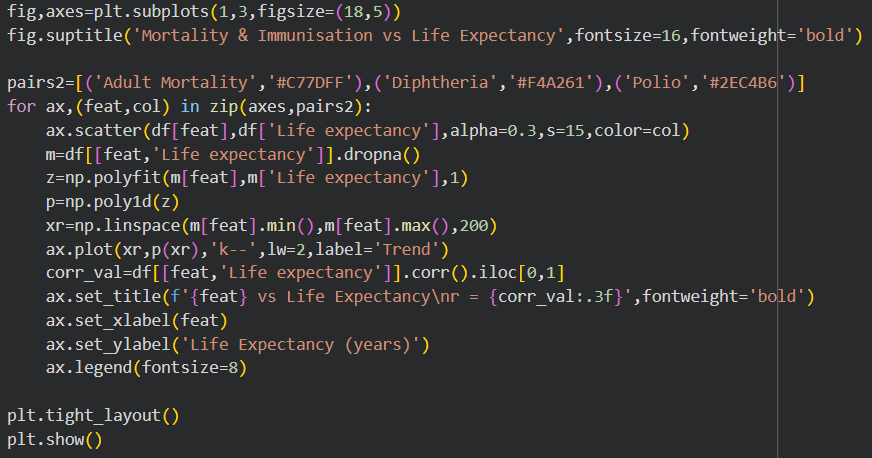 fig,axes=plt.subplots(1,3,figsize=(18,5))
fig.suptitle('Mortality & Immunisation vs Life Expectancy',fontsize=16,fontweight='bold')

pairs2=[('Adult Mortality','#C77DFF'),('Diphtheria','#F4A261'),('Polio','#2EC4B6')]
for ax,(feat,col) in zip(axes,pairs2):
    ax.scatter(df[feat],df['Life expectancy'],alpha=0.3,s=15,color=col)
    m=df[[feat,'Life expectancy']].dropna()
    z=np.polyfit(m[feat],m['Life expectancy'],1)
    p=np.poly1d(z)
    xr=np.linspace(m[feat].min(),m[feat].max(),200)
    ax.plot(xr,p(xr),'k--',lw=2,label='Trend')
    corr_val=df[[feat,'Life expectancy']].corr().iloc[0,1]
    ax.set_title(f'{feat} vs Life Expectancy\nr = {corr_val:.3f}',fontweight='bold')
    ax.set_xlabel(feat)
    ax.set_ylabel('Life Expectancy (years)')
    ax.legend(fontsize=8)

plt.tight_layout()
plt.show()